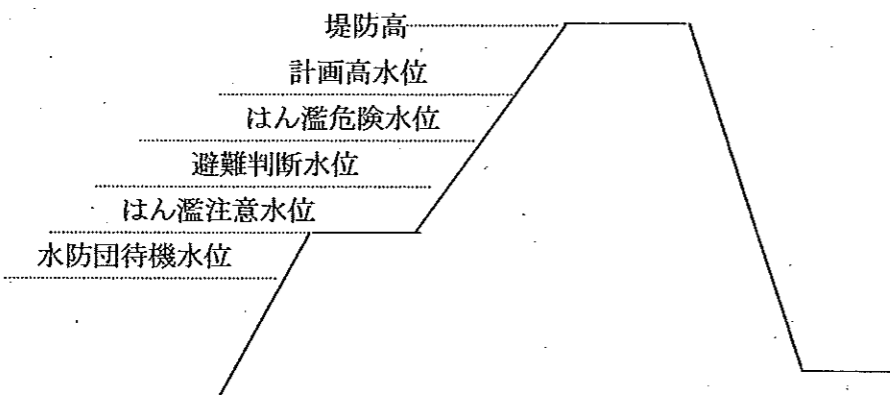 堤防高
計画高水位
はん濫危険水位
避難判断水位
はん濫注意水位
水防団待機水位